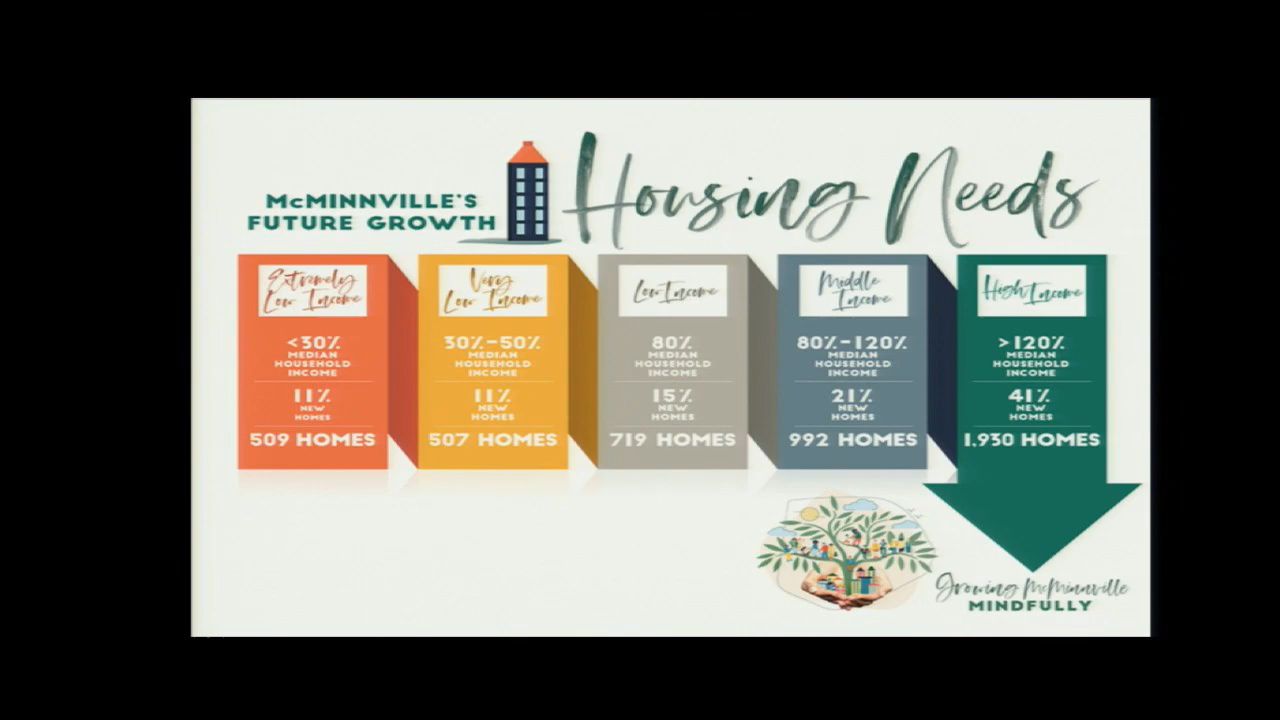 McMINNVILLE'S
FUTURE GROWTH
Housing Needs
Extremely
Low Income
<30%
MEDIAN
HOUSEHOLD
INCOME
11%
NEW
HOMES
509 HOMES
Very
Low Income
30%-50%
MEDIAN
HOUSEHOLD
INCOME
11%
NEW
HOMES
507 HOMES
Low Income
80%
MEDIAN
HOUSEHOLD
INCOME
15%
NEW
HOMES
719 HOMES
Middle
Income
80%-120%
MEDIAN
HOUSEHOLD
INCOME
21%
NEW
HOMES
992 HOMES
High Income
>120%
MEDIAN
HOUSEHOLD
INCOME
41%
NEW
HOMES
1,930 HOMES
Growing McMinnville
MINDFULLY